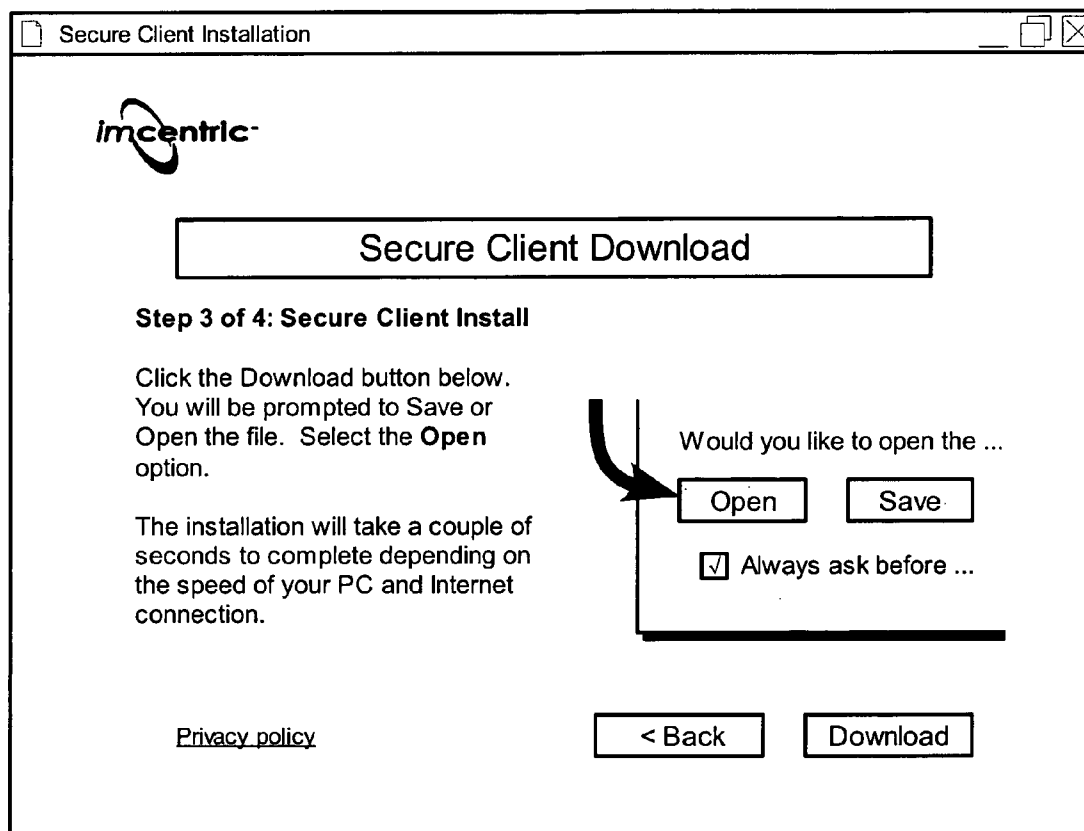 Secure Client Installation
imcentric
Secure Client Download
Step 3 of 4: Secure Client Install
Click the Download button below.
You will be prompted to Save or
Open the file. Select the Open
option.
The installation will take a couple of
seconds to complete depending on
the speed of your PC and Internet
connection.
Would you like to open the ...
Open
Save
√ Always ask before ...
Privacy policy
< Back
Download